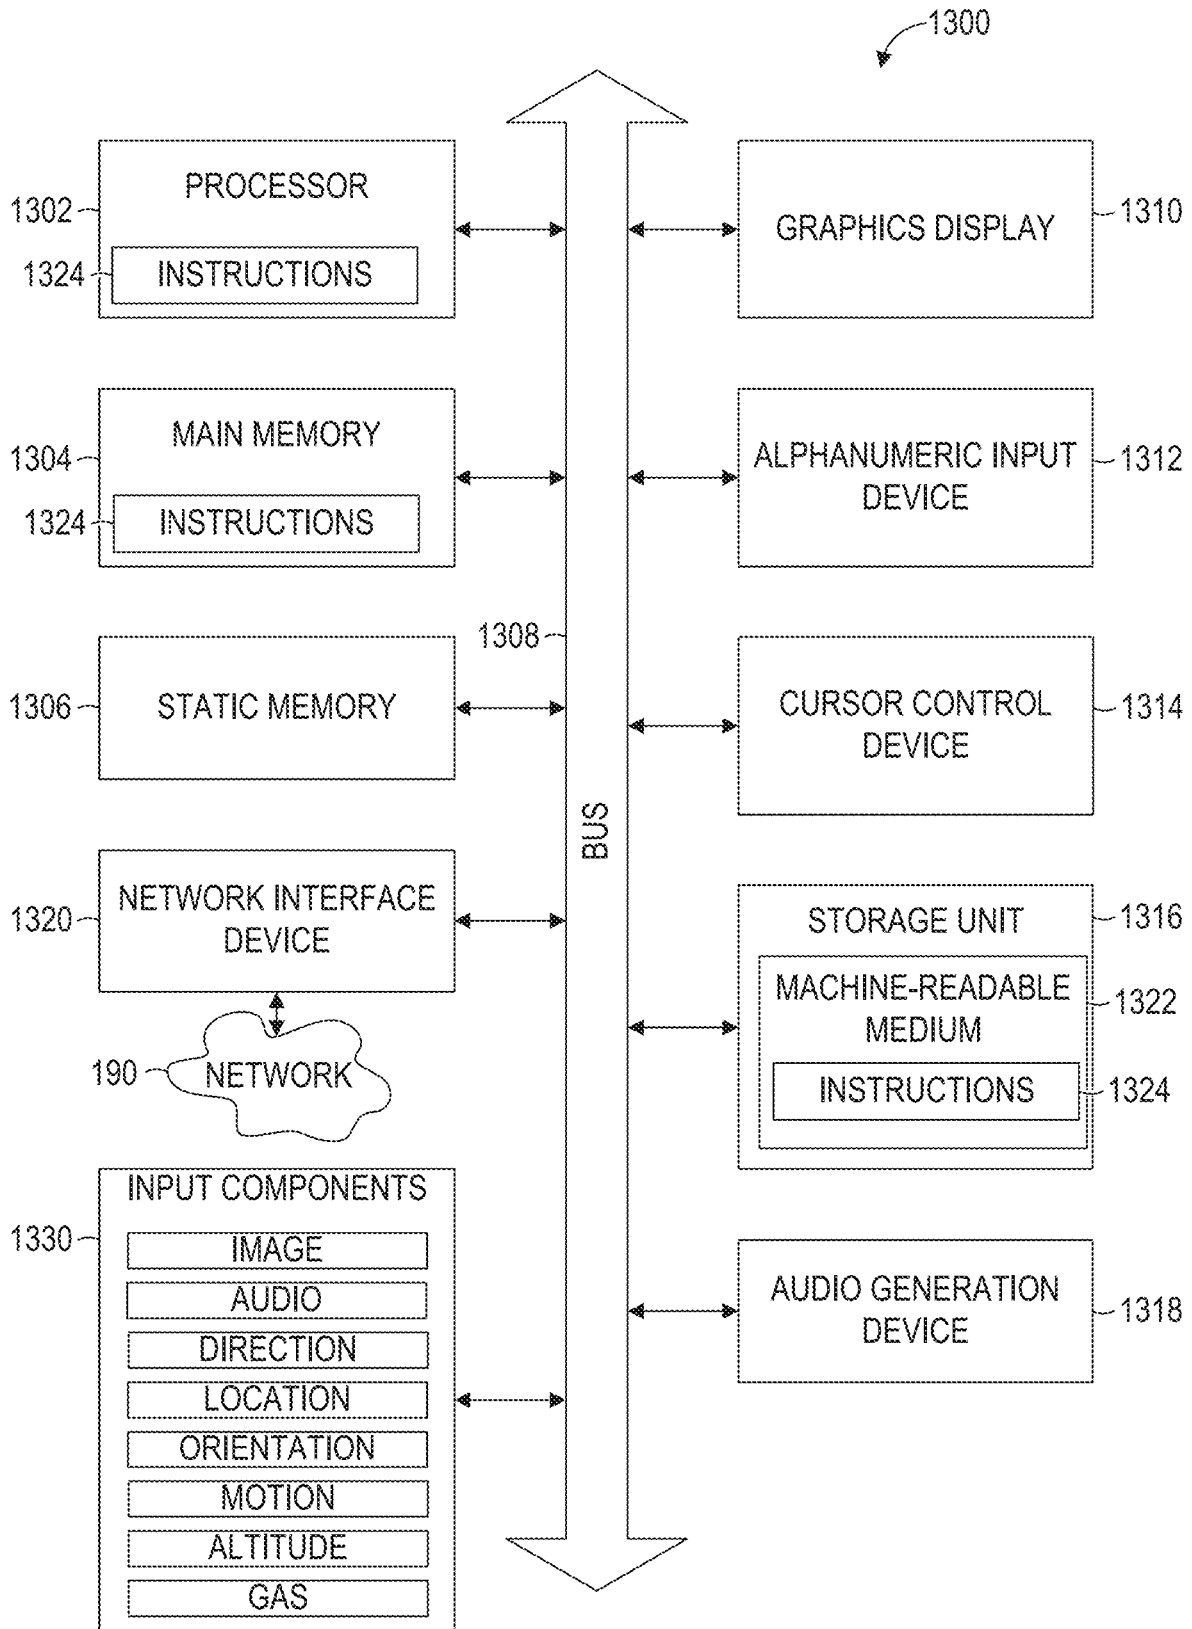 1300
PROCESSOR
1302
1324
INSTRUCTIONS
MAIN MEMORY
1304
1324
INSTRUCTIONS
1306
STATIC MEMORY
1320
NETWORK INTERFACE
DEVICE
190
NETWORK
INPUT COMPONENTS
1330
IMAGE
AUDIO
DIRECTION
LOCATION
ORIENTATION
MOTION
ALTITUDE
GAS
1308
BUS
GRAPHICS DISPLAY
1310
ALPHANUMERIC INPUT
DEVICE
1312
CURSOR CONTROL
DEVICE
1314
STORAGE UNIT
1316
MACHINE-READABLE
MEDIUM
1322
INSTRUCTIONS
1324
AUDIO GENERATION
DEVICE
1318